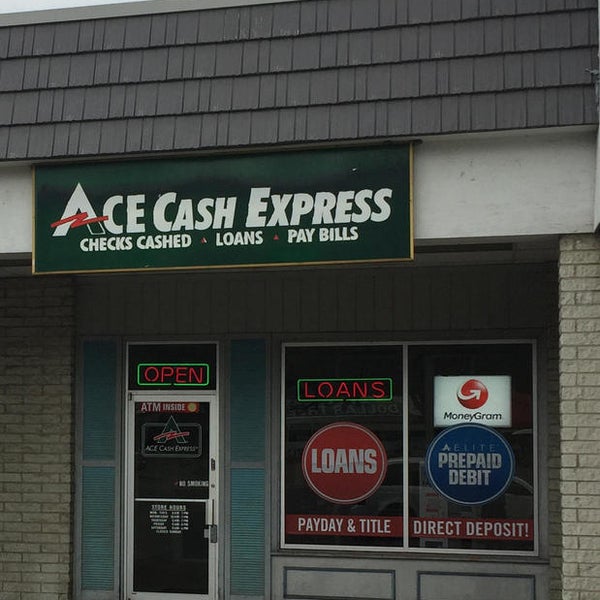 ACE CASH EXPRESS
CHECKS CASHED LOANS PAY BILLS
OPEN
ATM INSIDE
ACE CASH EXPRESS
NO SMOKING
STORE HOURS
LOANS
LOANS
PAYDAY & TITLE
MoneyGram
ELITE
PREPAID
DEBIT
DIRECT DEPOSIT!